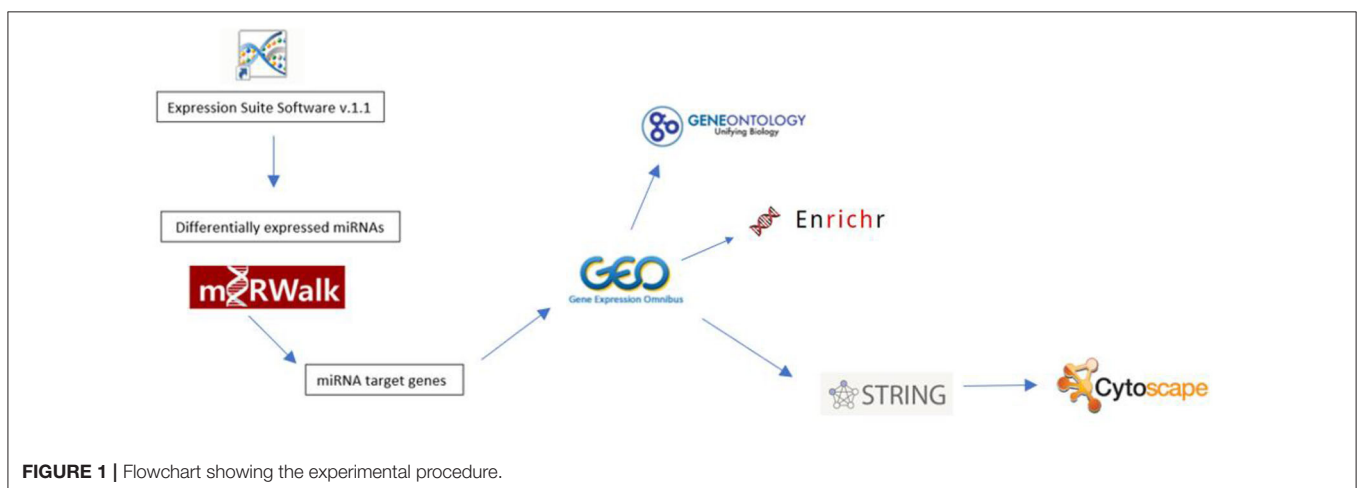 Expression Suite Software v.1.1
Differentially expressed miRNAs
miRWalk
miRNA target genes
GEO
Gene Expression Omnibus
go GENEONTOLOGY
Unifying Biology
Enrichr
STRING
Cytoscape
FIGURE 1 | Flowchart showing the experimental procedure.